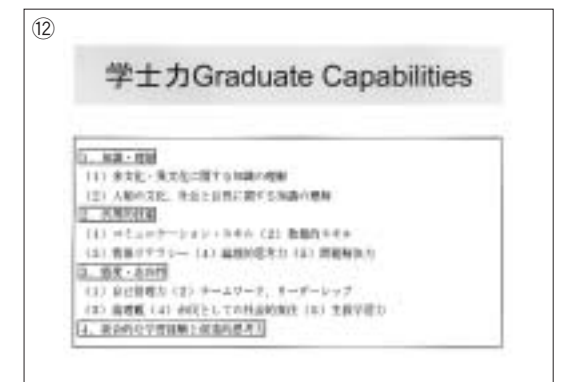 ⑫
学士力Graduate Capabilities
1. 知識・理解
(1) 多文化・異文化に関する知識の理解
(2) 人類の文化、社会と自然に関する知識の理解
2. 汎用的技能
(1) コミュニケーション・スキル (2) 数量的スキル
(3) 情報リテラシー (4) 論理的思考力 (5) 問題解決力
3. 態度・志向性
(1) 自己管理力 (2) チームワーク、リーダーシップ
(3) 倫理観 (4) 市民としての社会的責任 (5) 生涯学習力
4. 統合的な学習経験と創造的思考力